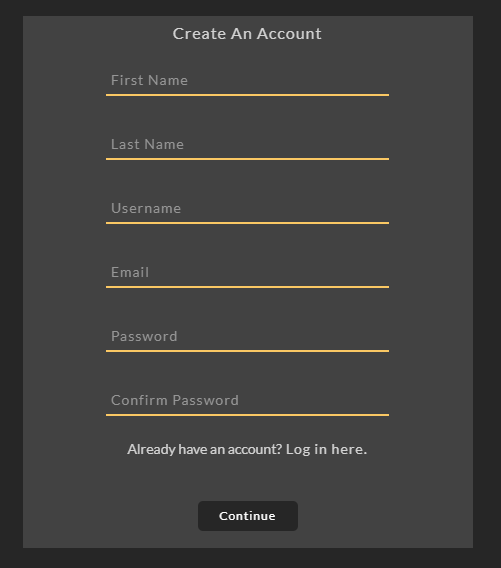 Create An Account
First Name
Last Name
Username
Email
Password
Confirm Password
Already have an account? Log in here.
Continue